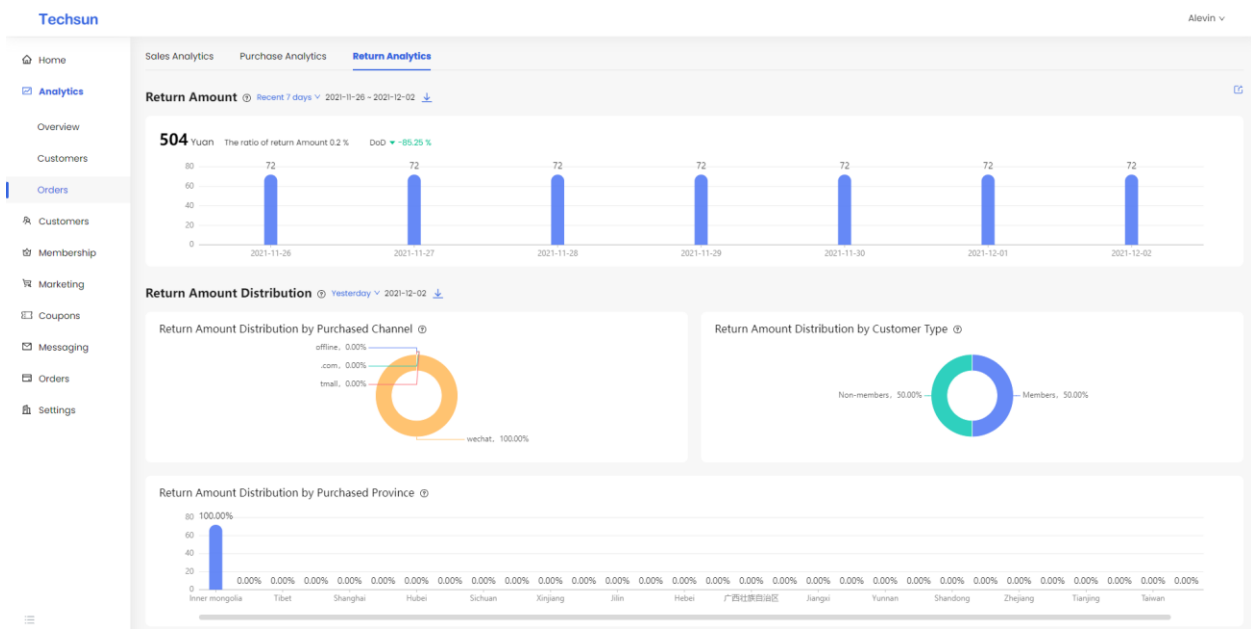 Techsun
Alevin
Home
Analytics
Overview
Customers
Orders
Customers
Membership
Marketing
Coupons
Messaging
Orders
Settings
Sales Analytics Purchase Analytics Return Analytics
Return Amount Recent 7 days 2021-11-26 ~ 2021-12-02
504 Yuan The ratio of return Amount 0.2 % DoD -85.25 %
80
60
40
20
0
72 72 72 72 72 72 72
2021-11-26 2021-11-27 2021-11-28 2021-11-29 2021-11-30 2021-12-01 2021-12-02
Return Amount Distribution Yesterday 2021-12-02
Return Amount Distribution by Purchased Channel
offline, 0.00%
.com, 0.00%
tmall, 0.00%
wechat, 100.00%
Return Amount Distribution by Customer Type
Non-members, 50.00%
Members, 50.00%
Return Amount Distribution by Purchased Province
80
60
40
20
0
100.00%
0.00% 0.00% 0.00% 0.00% 0.00% 0.00% 0.00% 0.00% 0.00% 0.00% 0.00% 0.00% 0.00% 0.00% 0.00% 0.00% 0.00% 0.00% 0.00% 0.00% 0.00% 0.00% 0.00% 0.00% 0.00% 0.00% 0.00% 0.00% 0.00%
Inner mongolia Tibet Shanghai Hubei Sichuan Xinjiang Jilin Hebei 广西壮族自治区 Jiangxi Yunnan Shandong Zhejiang Tianjing Taiwan